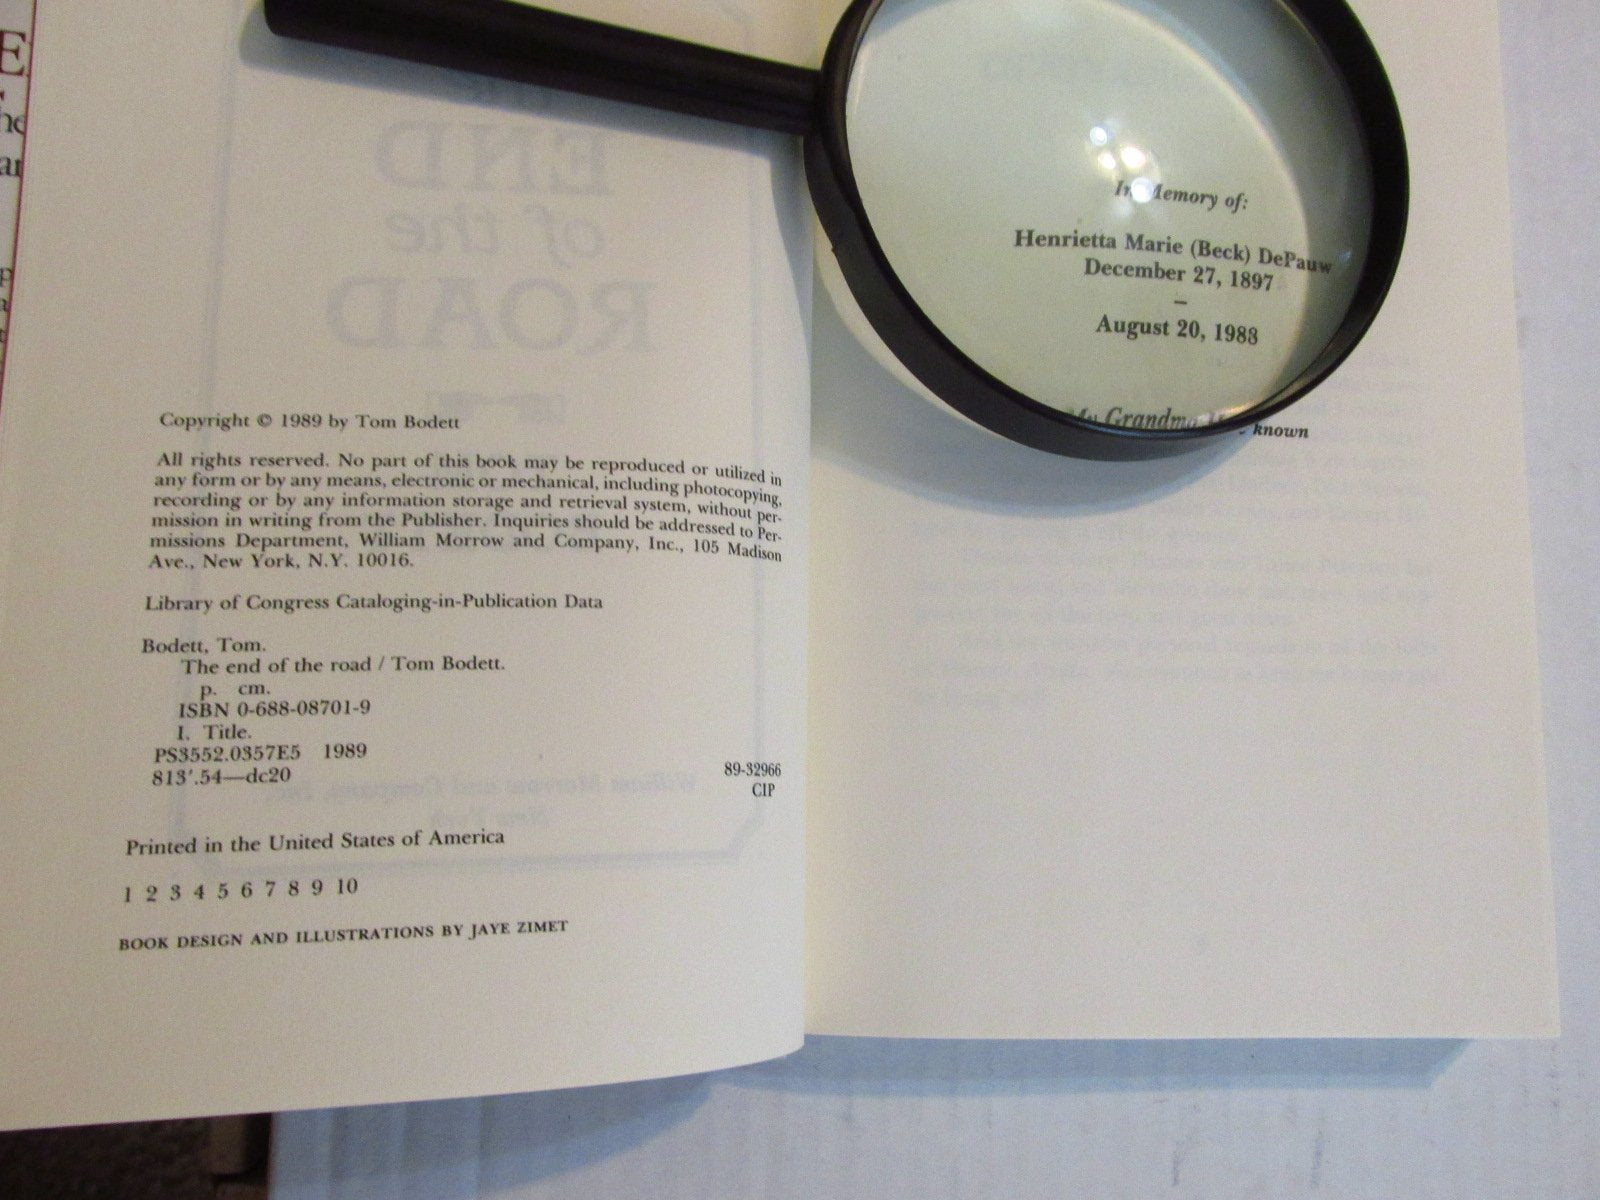 Copyright © 1989 by Tom Bodett
All rights reserved. No part of this book may be reproduced or utilized in
any form or by any means, electronic or mechanical, including photocopying,
recording or by any information storage and retrieval system, without per-
mission in writing from the Publisher. Inquiries should be addressed to Per-
missions Department, William Morrow and Company, Inc., 105 Madison
Ave., New York, N.Y. 10016.
Library of Congress Cataloging-in-Publication Data
Bodett, Tom.
The end of the road / Tom Bodett.
p. cm.
ISBN 0-688-08701-9
I. Title.
PS3552.0357E5 1989
813'.54—dc20
89-32966
CIP
Printed in the United States of America
1 2 3 4 5 6 7 8 9 10
BOOK DESIGN AND ILLUSTRATIONS BY JAYE ZIMET
In Memory of:
Henrietta Marie (Beck) DePauw
December 27, 1897
–
August 20, 1988
My Grandma known